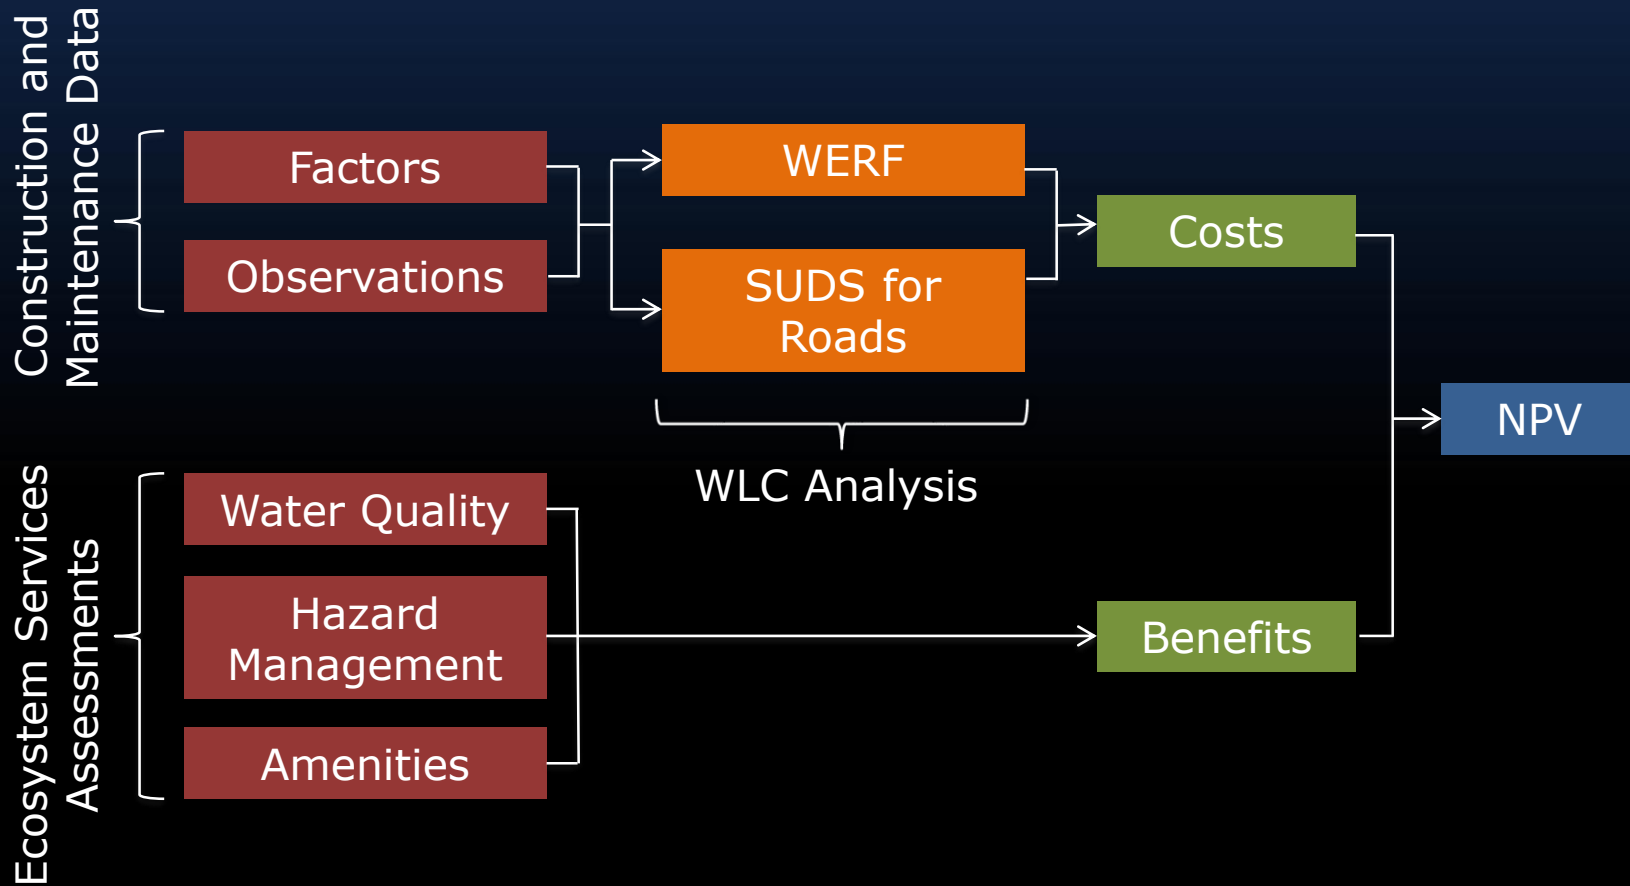 Construction and
Maintenance Data
Factors
Observations
WERF
SUDS for
Roads
WLC Analysis
Costs
NPV
Ecosystem Services
Assessments
Water Quality
Hazard
Management
Amenities
Benefits